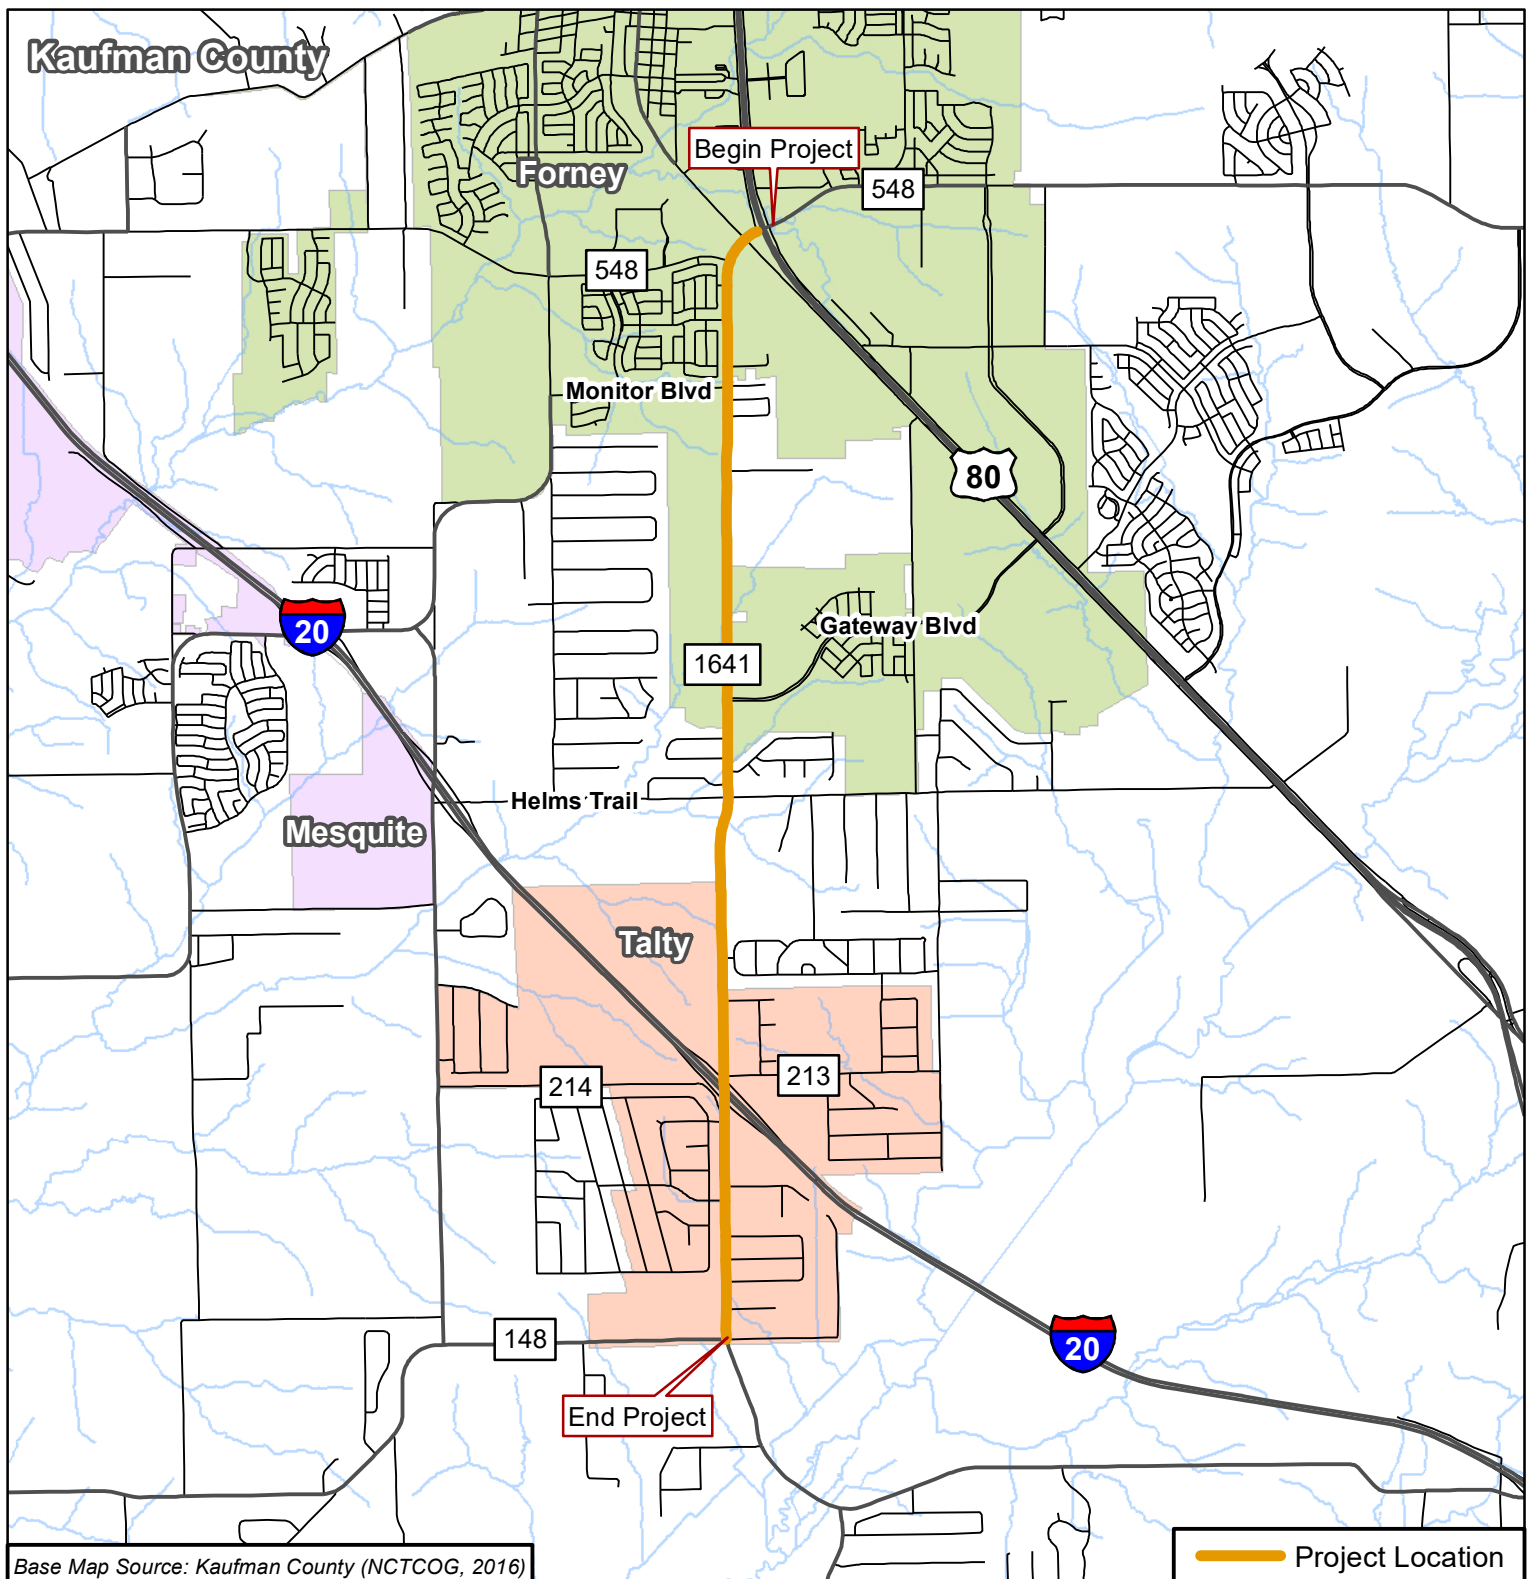 Kaufman County
Begin Project
Forney
548
548
Monitor Blvd
80
20
Gateway Blvd
1641
Helms Trail
Mesquite
Talty
213
214
148
20
End Project
Base Map Source: Kaufman County (NCTCOG, 2016)
Project Location